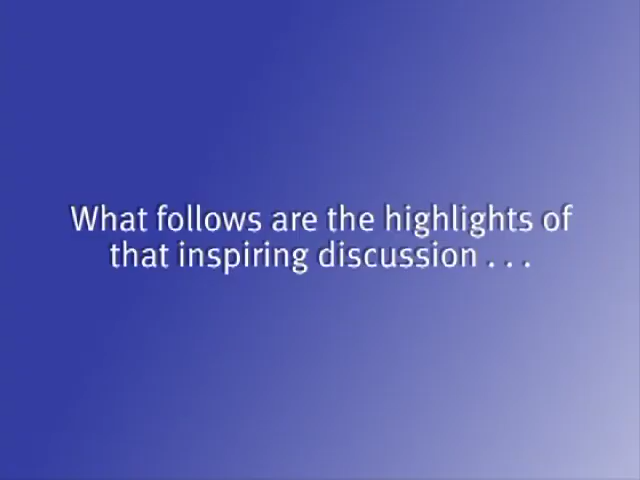 What follows are the highlights of
that inspiring discussion . . .